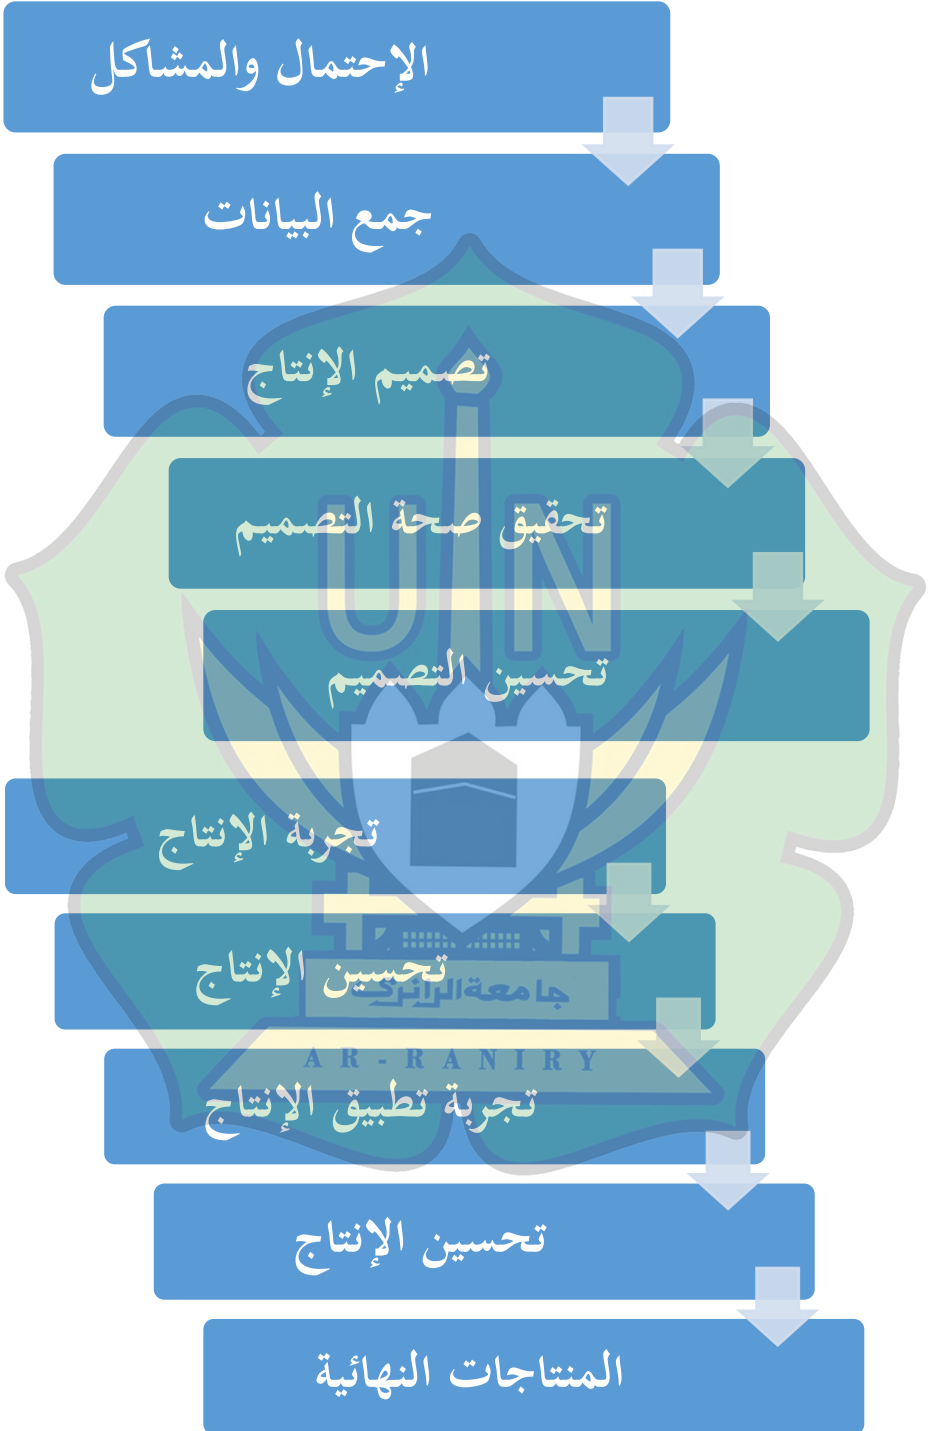 الإحتمال والمشاكل
جمع البيانات
تصميم الإنتاج
تحقيق صحة التصميم
UIN
تحسين التصميم
تجربة الإنتاج
تحسين الإنتاج
جامعة الرانري
AR-RANIRY
تجربة تطبيق الإنتاج
تحسين الإنتاج
المنتاجات النهائية